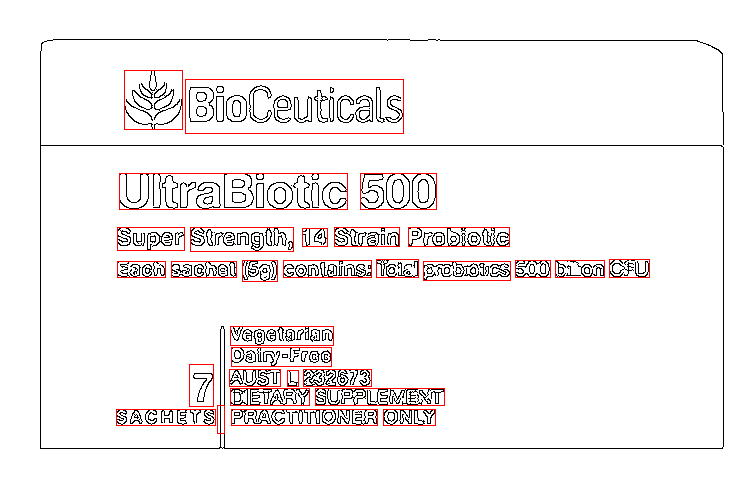 BioCeuticals
UltraBiotic 500
Super Strength, 14 Strain Probiotic
Each sachet (5g) contains: Total probiotics 500 billion CFU
Vegetarian
Dairy-Free
7
AUST L 232673
DIETARY SUPPLEMENT
SACHETS PRACTITIONER ONLY